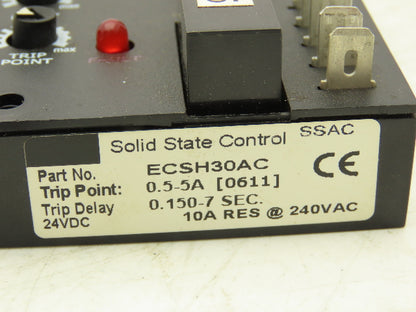 max
TRIP
POINT
Solid State Control SSAC
Part No. ECSH30AC
Trip Point: 0.5-5A [0611]
Trip Delay 0.150-7 SEC.
24VDC 10A RES @ 240VAC
CE